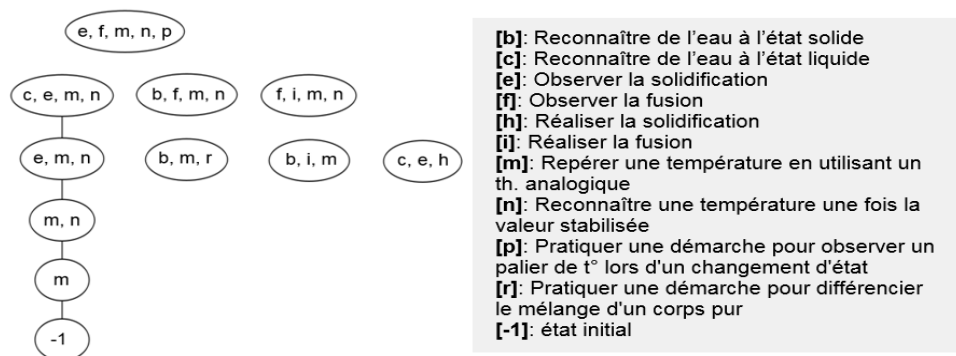 e, f, m, n, p
c, e, m, n
b, f, m, n
f, i, m, n
e, m, n
b, m, r
b, i, m
c, e, h
m, n
m
-1
[b]: Reconnaître de l'eau à l'état solide
[c]: Reconnaître de l'eau à l'état liquide
[e]: Observer la solidification
[f]: Observer la fusion
[h]: Réaliser la solidification
[i]: Réaliser la fusion
[m]: Repérer une température en utilisant un
th. analogique
[n]: Reconnaître une température une fois la
valeur stabilisée
[p]: Pratiquer une démarche pour observer un
palier de t° lors d'un changement d'état
[r]: Pratiquer une démarche pour différencier
le mélange d'un corps pur
[-1]: état initial